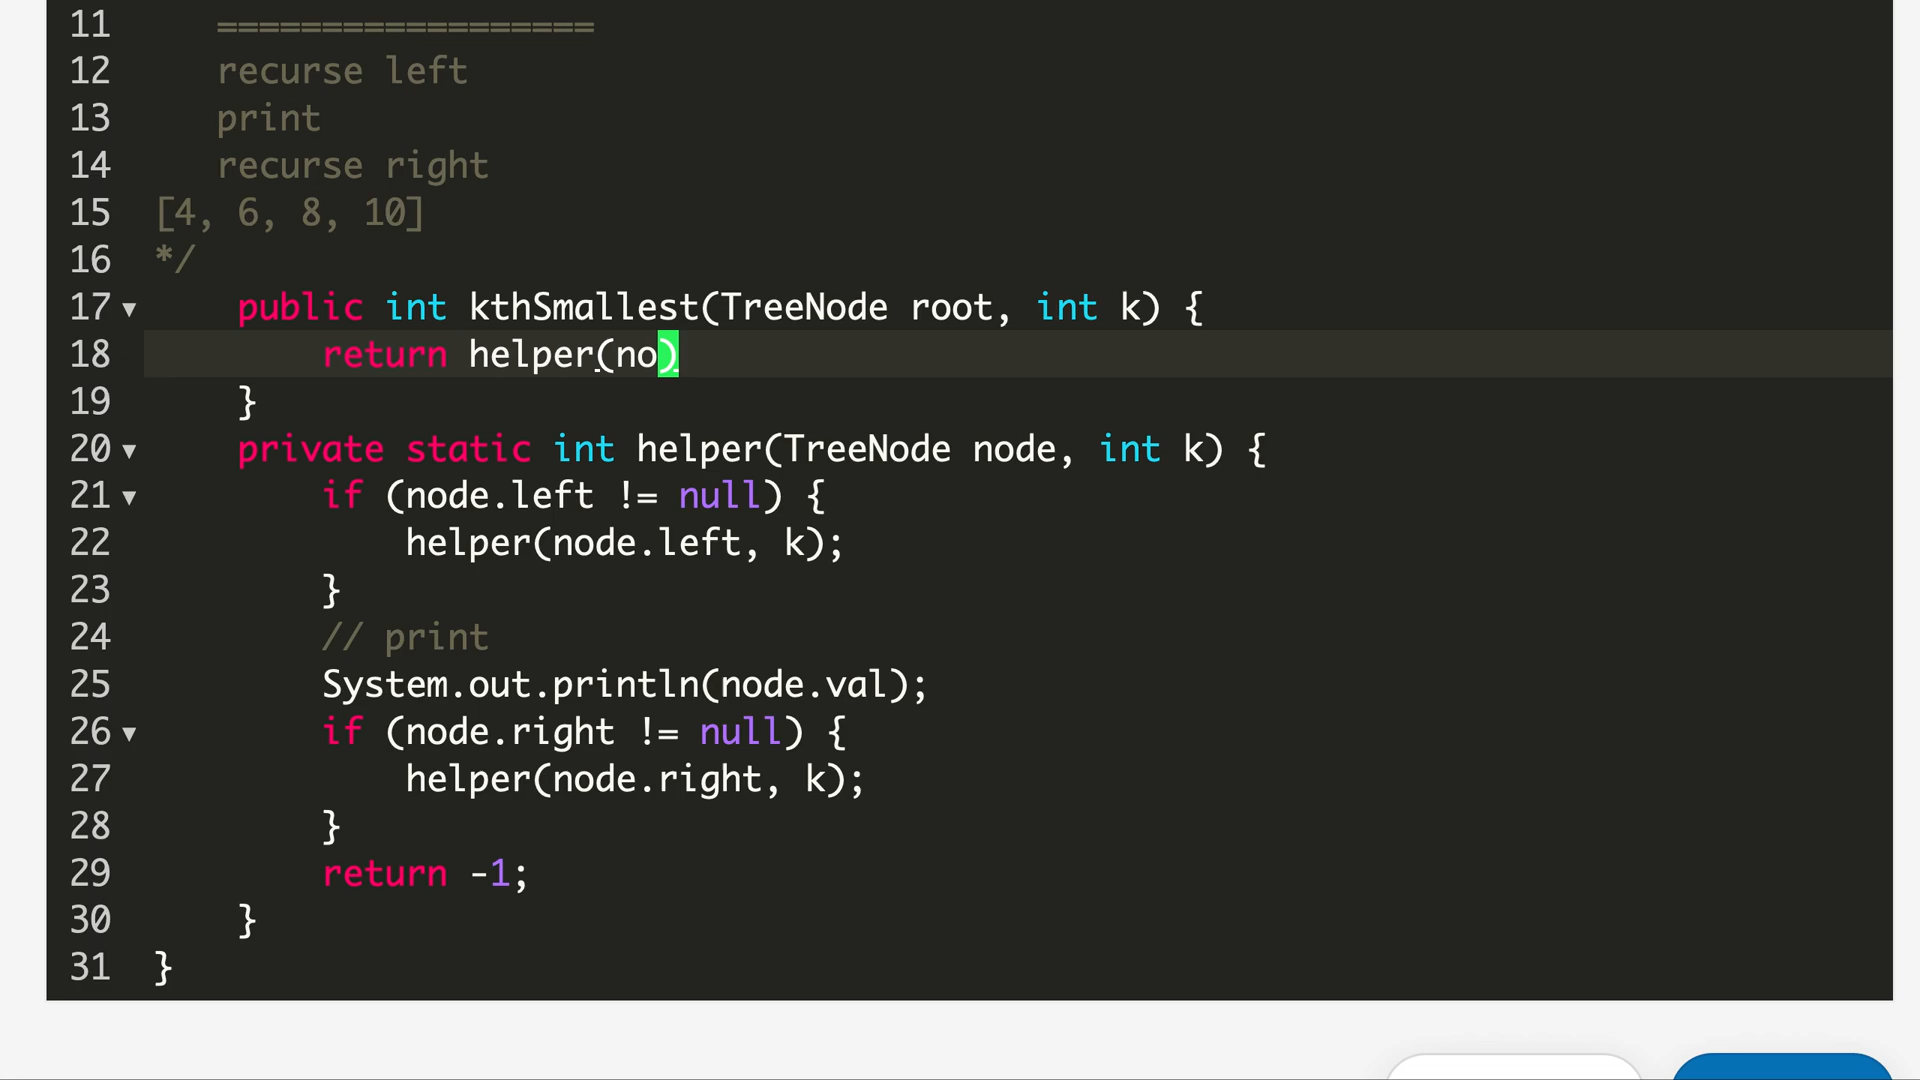 11 ==================
12 recurse left
13 print
14 recurse right
15 [4, 6, 8, 10]
16 */
17 public int kthSmallest(TreeNode root, int k) {
18 return helper(no)
19 }
20 private static int helper(TreeNode node, int k) {
21 if (node.left != null) {
22 helper(node.left, k);
23 }
24 // print
25 System.out.println(node.val);
26 if (node.right != null) {
27 helper(node.right, k);
28 }
29 return -1;
30 }
31 }